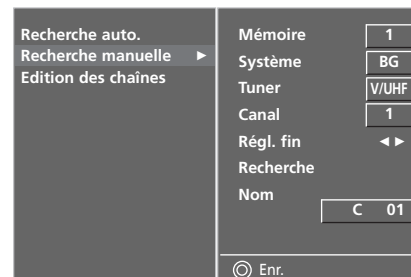 Recherche auto.
Recherche manuelle ►
Edition des chaînes
Mémoire 1
Système BG
Tuner V/UHF
Canal 1
Régl. fin ◄ ►
Recherche
Nom
C 01
Enr.